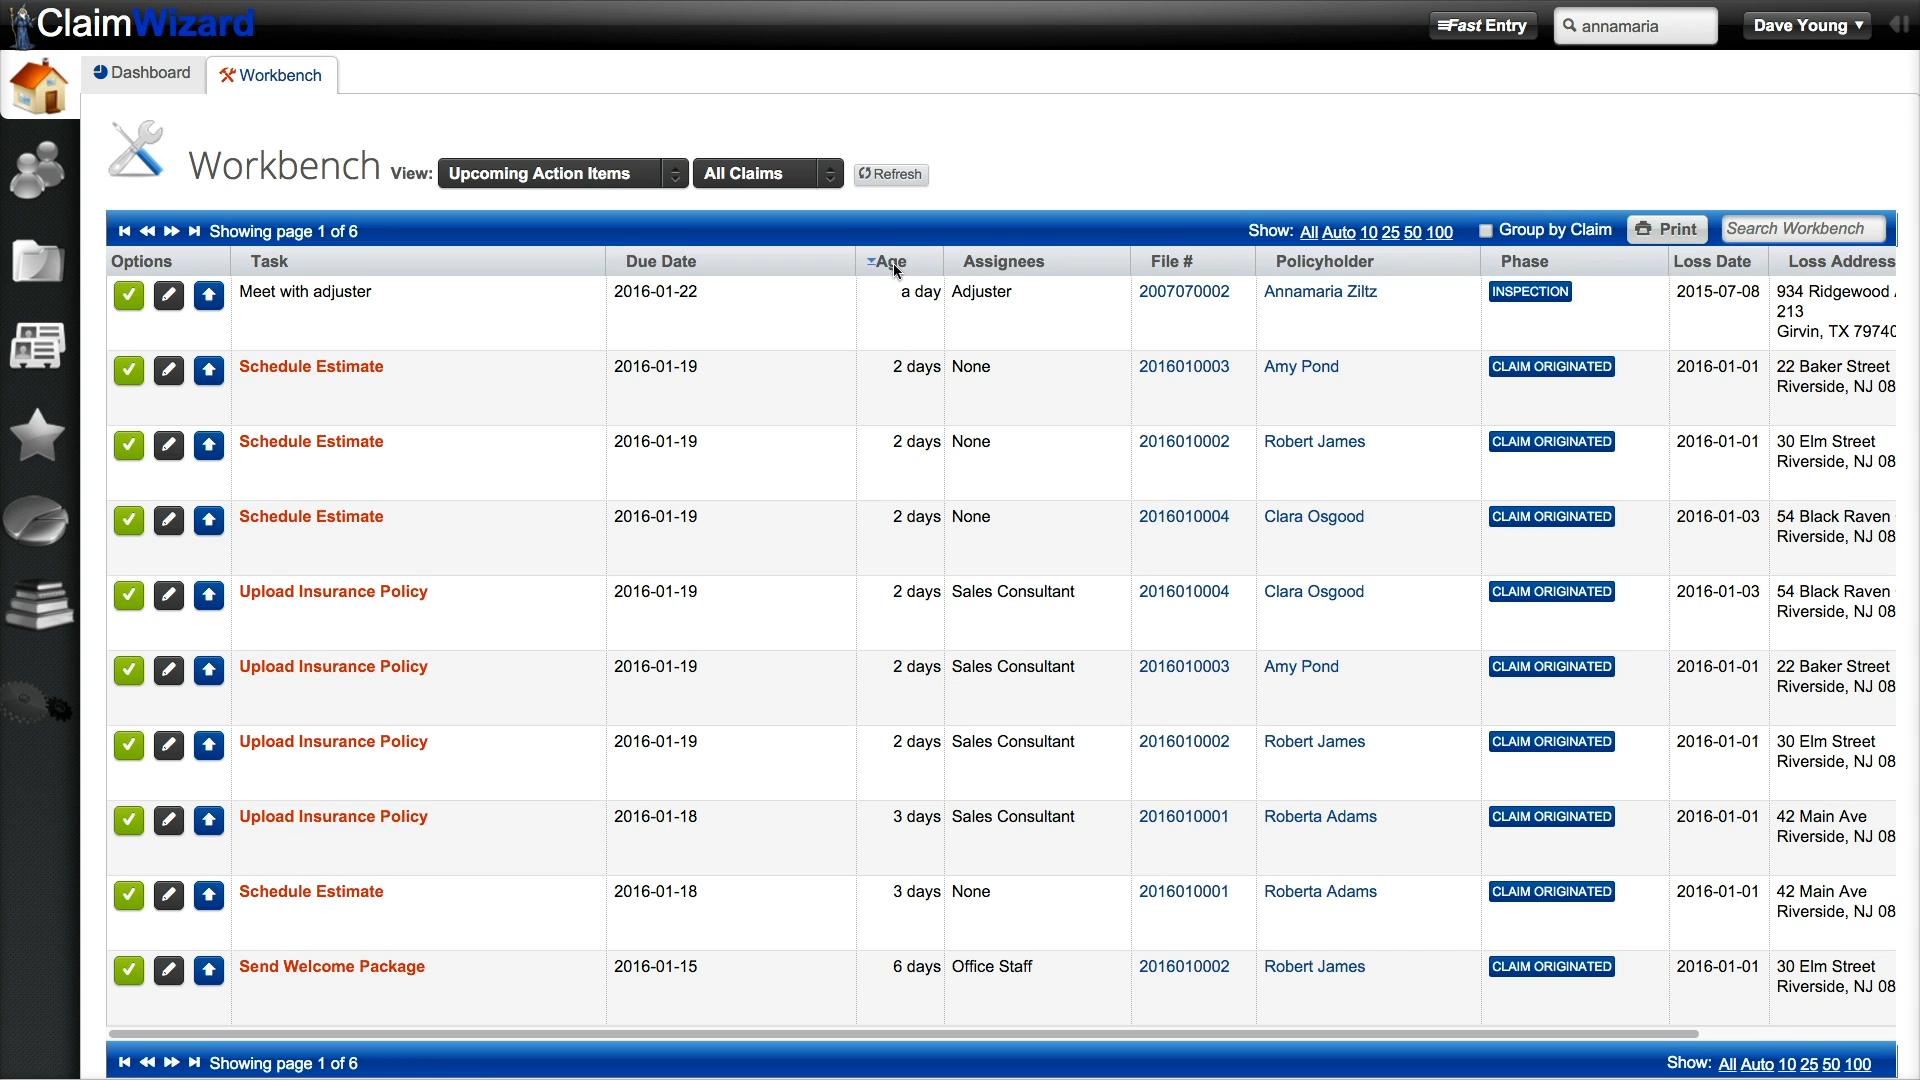 ClaimWizard
Fast Entry
annamaria
Dave Young
Dashboard
Workbench
Workbench View: Upcoming Action Items All Claims Refresh
Showing page 1 of 6 Show: All Auto 10 25 50 100 Group by Claim Print Search Workbench
Options Task Due Date Age Assignees File # Policyholder Phase Loss Date Loss Address
Meet with adjuster 2016-01-22 a day Adjuster 2007070002 Annamaria Ziltz INSPECTION 2015-07-08 934 Ridgewood
213
Girvin, TX 79740
Schedule Estimate 2016-01-19 2 days None 2016010003 Amy Pond CLAIM ORIGINATED 2016-01-01 22 Baker Street
Riverside, NJ 08
Schedule Estimate 2016-01-19 2 days None 2016010002 Robert James CLAIM ORIGINATED 2016-01-01 30 Elm Street
Riverside, NJ 08
Schedule Estimate 2016-01-19 2 days None 2016010004 Clara Osgood CLAIM ORIGINATED 2016-01-03 54 Black Raven
Riverside, NJ 08
Upload Insurance Policy 2016-01-19 2 days Sales Consultant 2016010004 Clara Osgood CLAIM ORIGINATED 2016-01-03 54 Black Raven
Riverside, NJ 08
Upload Insurance Policy 2016-01-19 2 days Sales Consultant 2016010003 Amy Pond CLAIM ORIGINATED 2016-01-01 22 Baker Street
Riverside, NJ 08
Upload Insurance Policy 2016-01-19 2 days Sales Consultant 2016010002 Robert James CLAIM ORIGINATED 2016-01-01 30 Elm Street
Riverside, NJ 08
Upload Insurance Policy 2016-01-18 3 days Sales Consultant 2016010001 Roberta Adams CLAIM ORIGINATED 2016-01-01 42 Main Ave
Riverside, NJ 08
Schedule Estimate 2016-01-18 3 days None 2016010001 Roberta Adams CLAIM ORIGINATED 2016-01-01 42 Main Ave
Riverside, NJ 08
Send Welcome Package 2016-01-15 6 days Office Staff 2016010002 Robert James CLAIM ORIGINATED 2016-01-01 30 Elm Street
Riverside, NJ 08
Showing page 1 of 6 Show: All Auto 10 25 50 100